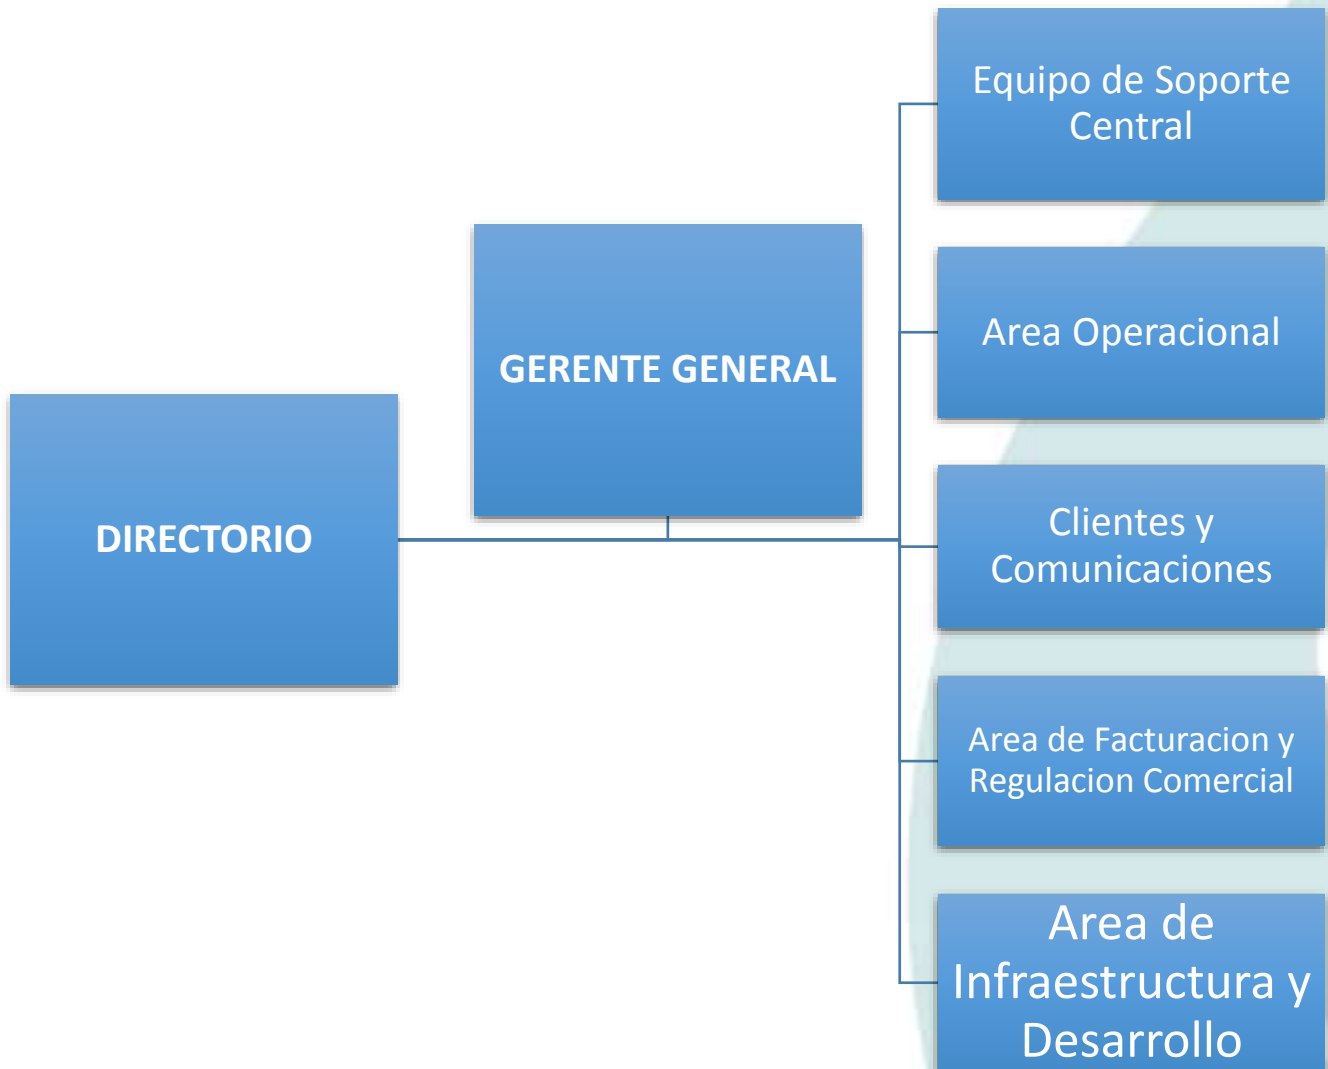 DIRECTORIO
GERENTE GENERAL
Equipo de Soporte
Central
Area Operacional
Clientes y
Comunicaciones
Area de Facturacion y
Regulacion Comercial
Area de
Infraestructura y
Desarrollo